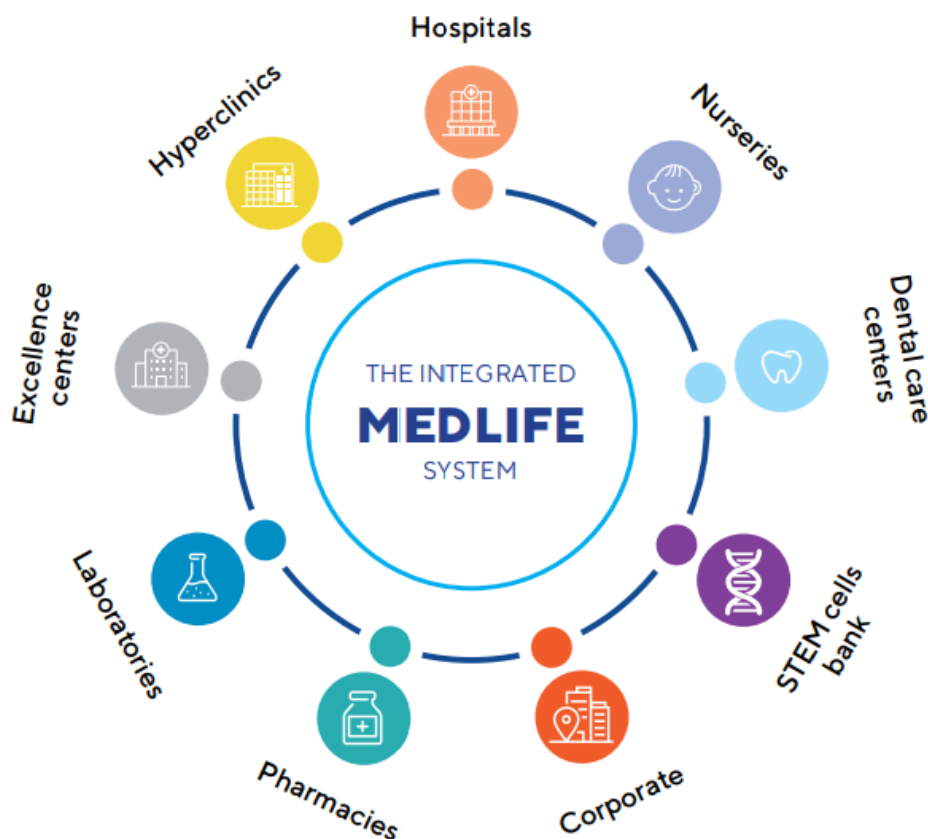 Hospitals
Nurseries
Dental care
centers
STEM cells
bank
Corporate
Pharmacies
Laboratories
Excellence
centers
Hyperclinics
THE INTEGRATED
MEDLIFE
SYSTEM